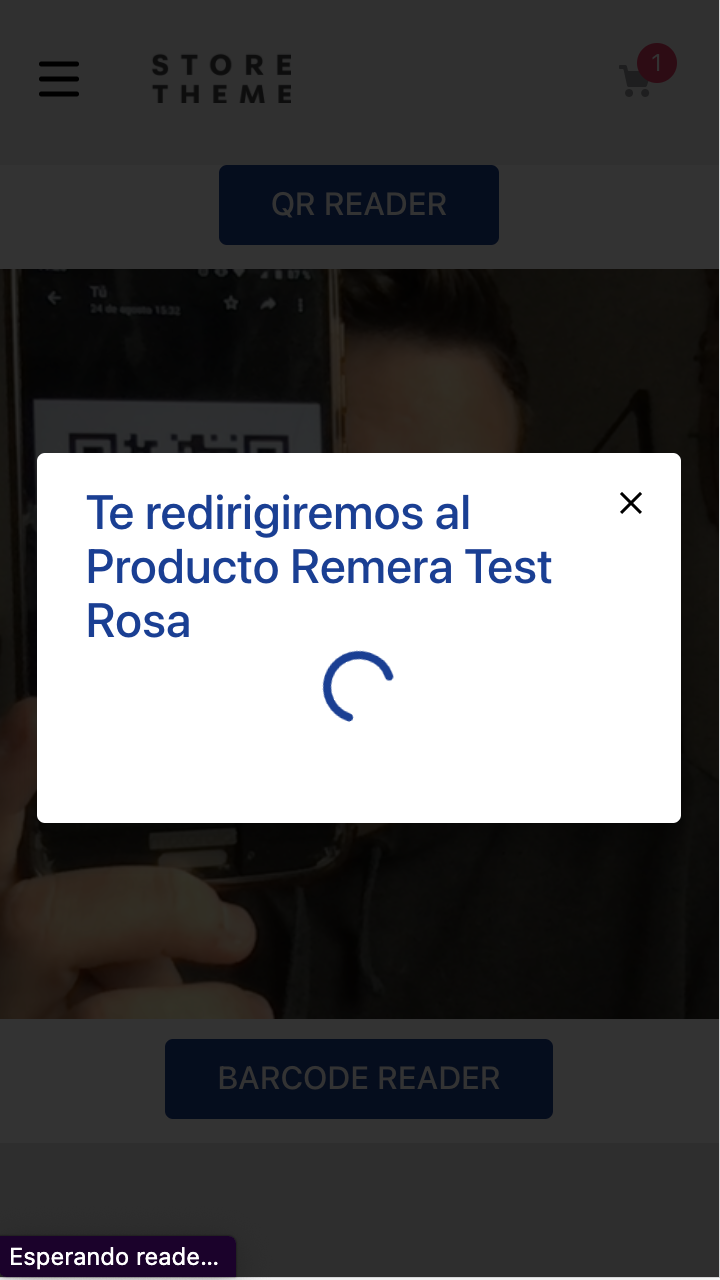 STORE
THEME
1
QR READER
Tú
24 de agosto 15:32
Te redirigiremos al
Producto Remera Test
Rosa
BARCODE READER
Esperando reade...